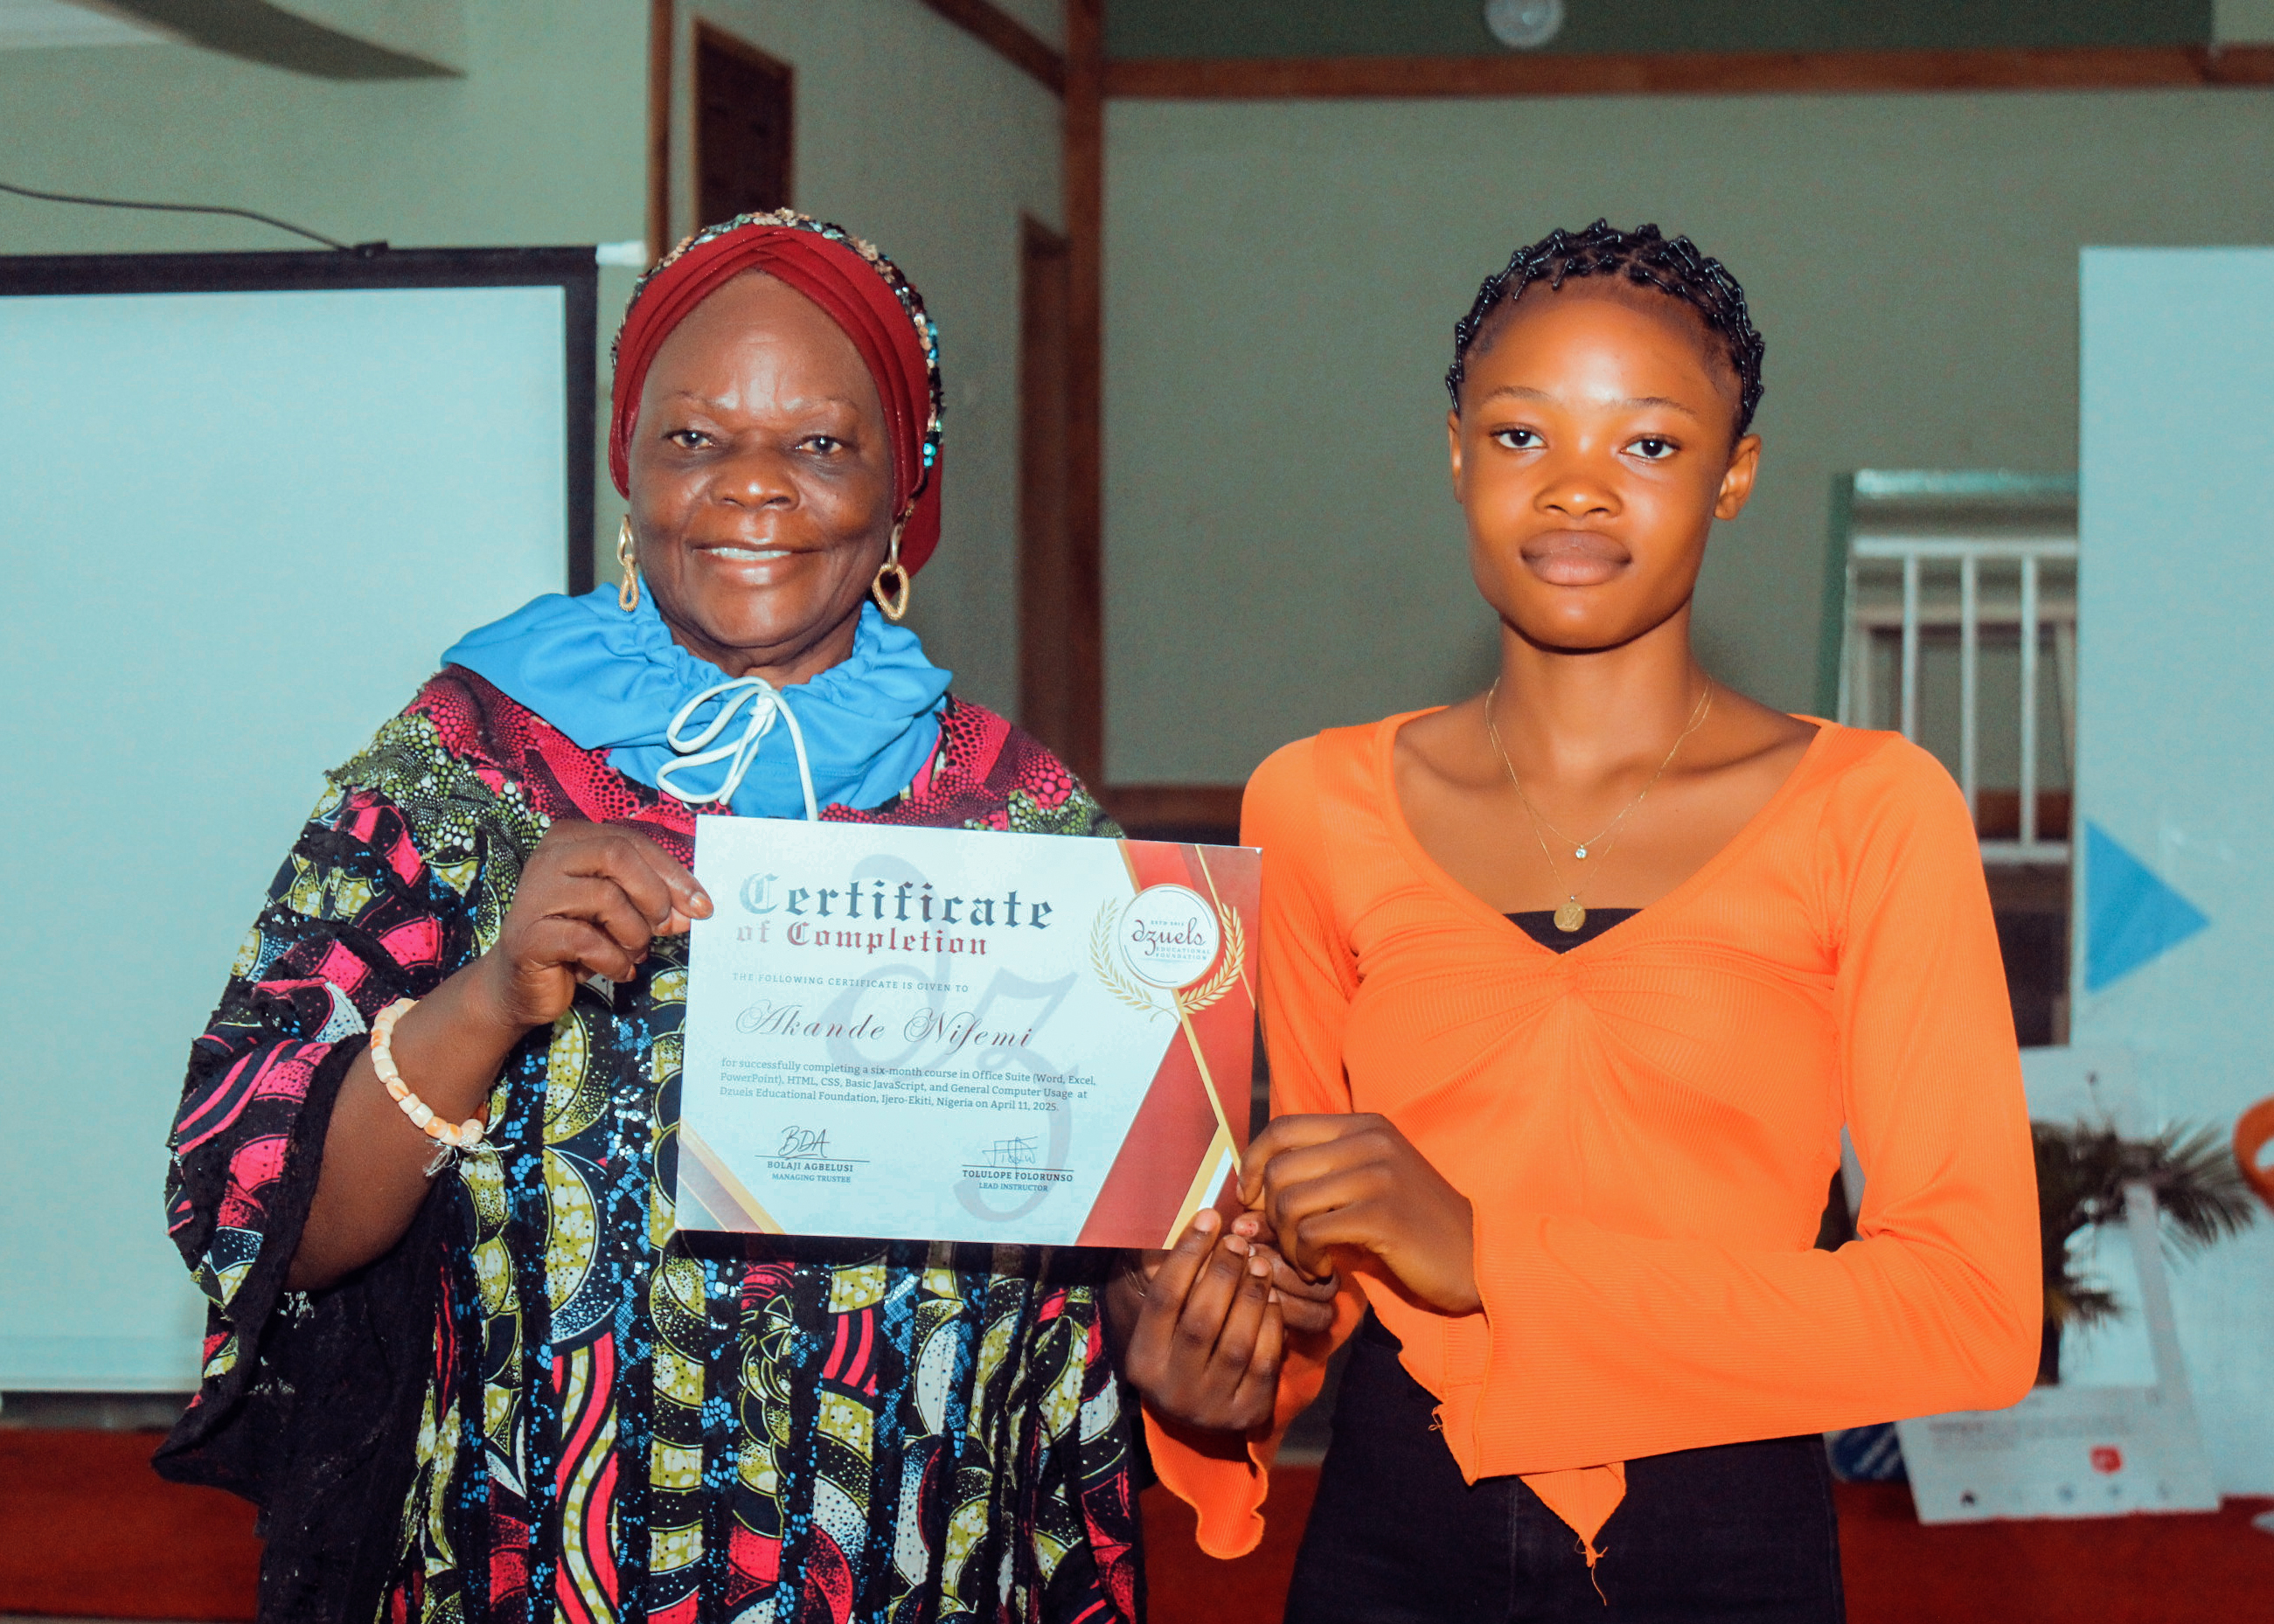 Certificate
of Completion
THE FOLLOWING CERTIFICATE IS GIVEN TO
Akande Nifemi
for successfully completing a six-month course in Office Suite (Word, Excel,
PowerPoint), HTML, CSS, Basic JavaScript, and General Computer Usage at
Dzuels Educational Foundation, Ijero-Ekiti, Nigeria on April 11, 2025.
BDA
BOLAJI AGBELUSI
MANAGING TRUSTEE
TOLULOPE FOLORUNSO
LEAD INSTRUCTOR
dzuels
EDUCATIONAL
FOUNDATION
dz